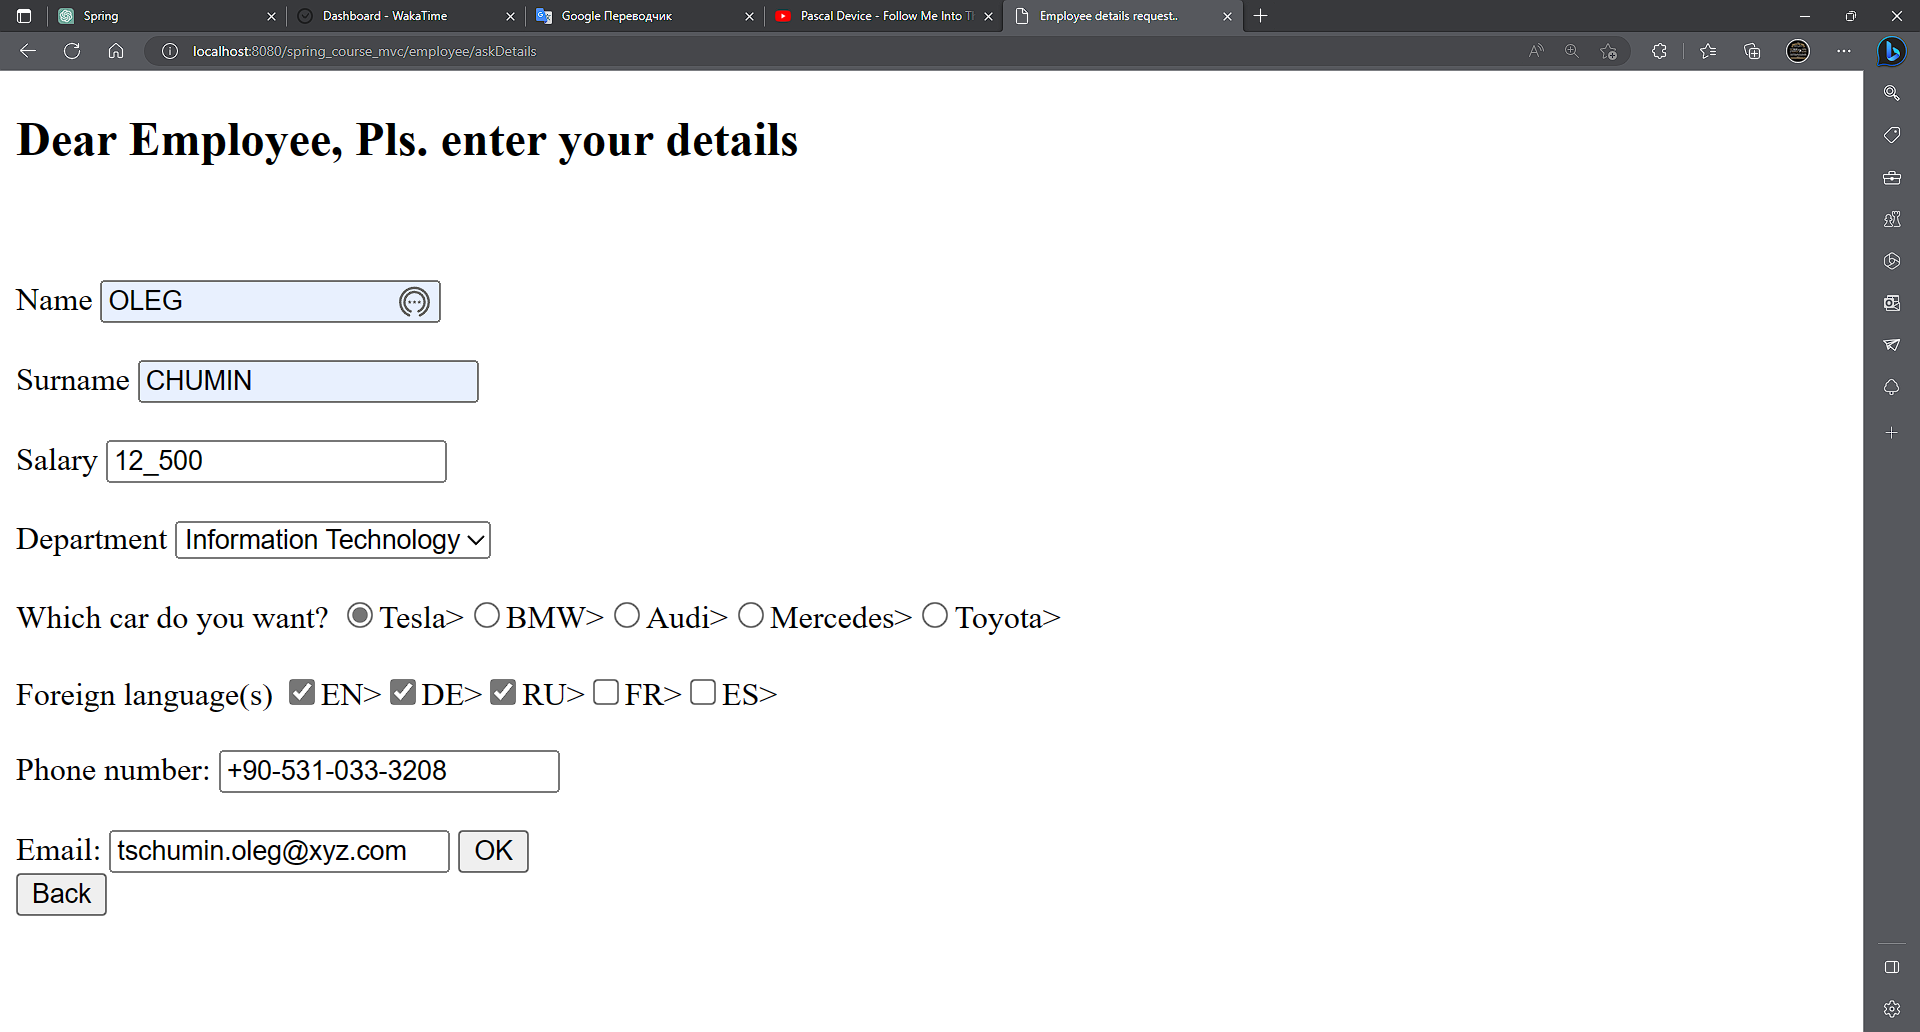 Spring Dashboard - WakaTime Google Переводчик Pascal Device - Follow Me Into Employee details request..
localhost:8080/spring_course_mvc/employee/askDetails
Dear Employee, Pls. enter your details
Name OLEG
Surname CHUMIN
Salary 12_500
Department Information Technology
Which car do you want? Tesla> BMW> Audi> Mercedes> Toyota>
Foreign language(s) EN> DE> RU> FR> ES>
Phone number: +90-531-033-3208
Email: tschumin.oleg@xyz.com OK
Back